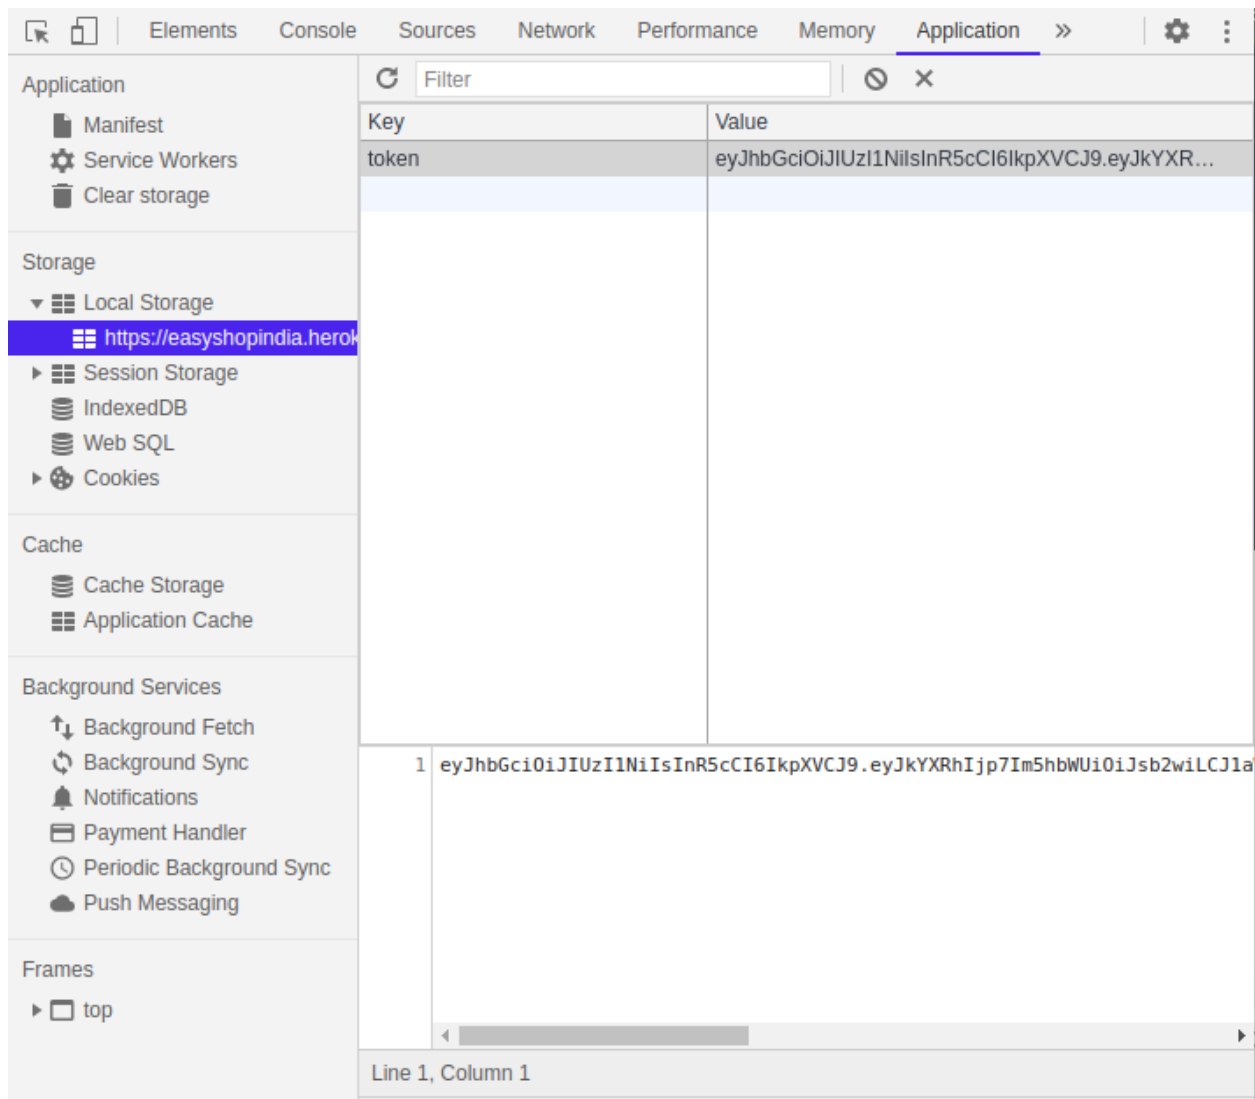 Elements Console Sources Network Performance Memory Application »
Application
Manifest
Service Workers
Clear storage
Storage
Local Storage
https://easyshopindia.herok
Session Storage
IndexedDB
Web SQL
Cookies
Cache
Cache Storage
Application Cache
Background Services
Background Fetch
Background Sync
Notifications
Payment Handler
Periodic Background Sync
Push Messaging
Frames
top
Filter
Key Value
token eyJhbGciOiJIUzI1NiIsInR5cCI6IkpXVCJ9.eyJkYXR…
1 eyJhbGciOiJIUzI1NiIsInR5cCI6IkpXVCJ9.eyJkYXRhIjp7Im5hbWUiOiJsb2wiLCJ1a
Line 1, Column 1